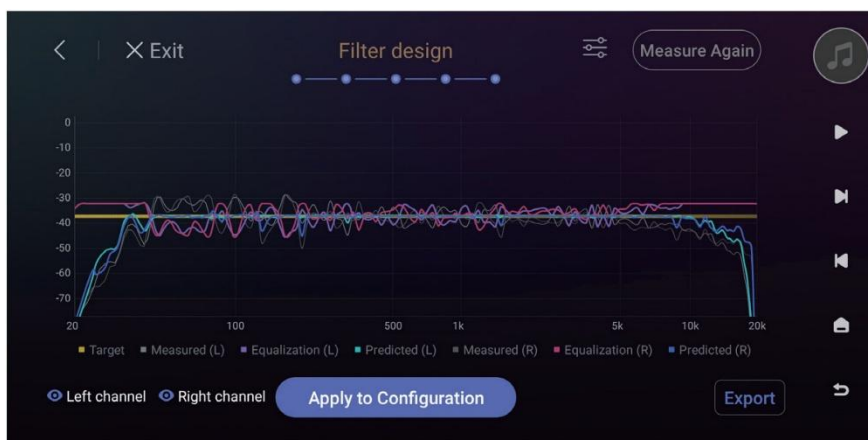 Exit
Filter design
Measure Again
0
-10
-20
-30
-40
-50
-60
-70
20 100 500 1k 5k 10k 20k
Target Measured (L) Equalization (L) Predicted (L) Measured (R) Equalization (R) Predicted (R)
Left channel Right channel Apply to Configuration Export